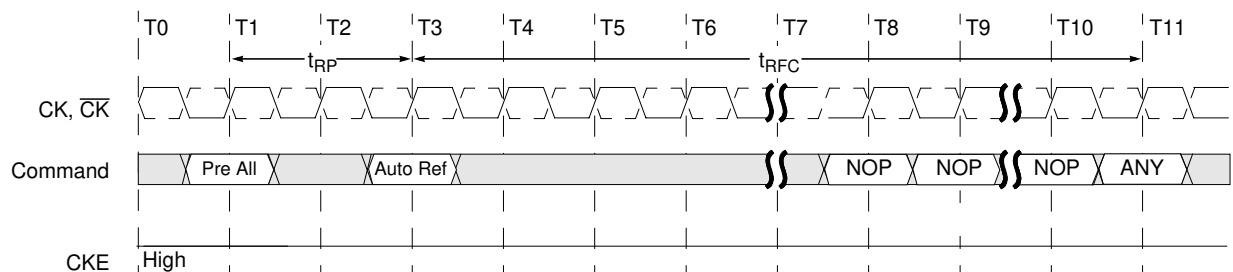 T0 T1 T2 T3 T4 T5 T6 T7 T8 T9 T10 T11
tRP tRFC
CK, CK
Command Pre All Auto Ref NOP NOP NOP ANY
High
CKE